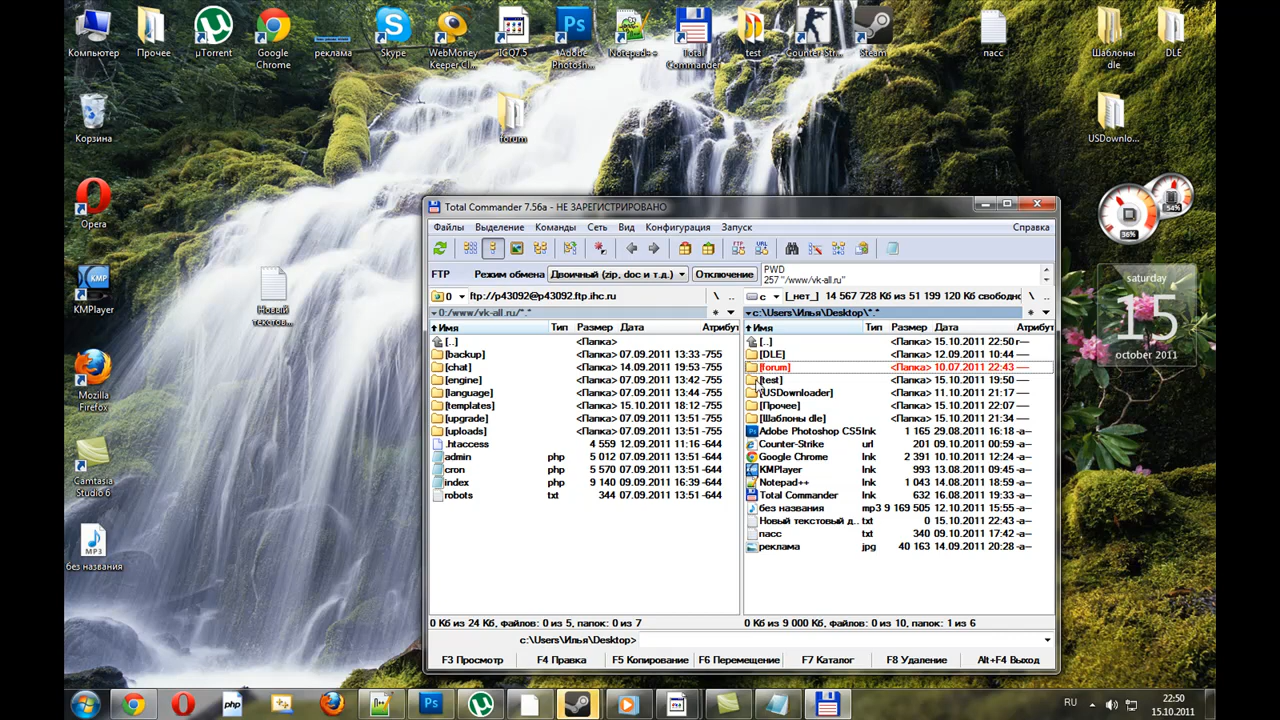 Компьютер
Прочее
µTorrent
Google
Chrome
реклама
Skype
WebMoney
Keeper Cl...
ICQ7.5
Adobe
Photosh...
Notepad++
Total
Commander
test
Counter-Str...
Steam
пасс
Шаблоны
dle
DLE
Корзина
forum
USDownlo...
Opera
KMPlayer
Новый
текстов...
Mozilla
Firefox
Camtasia
Studio 6
MP3
без названия
36%
54%
saturday
15
october 2011
Total Commander 7.56a - НЕ ЗАРЕГИСТРИРОВАНО
Файлы Выделение Команды Сеть Вид Конфигурация Запуск Справка
FTP Режим обмена Двоичный (zip, doc и т.д.) Отключение
PWD
257 "/www/vk-all.ru/"
0 ftp://p43092@p43092.ftp.ihc.ru \ ..
c [_нет_] 14 567 728 Кб из 51 199 120 Кб свободно \ ..
0:/www/vk-all.ru/*.*
c:\Users\Илья\Desktop\*.*
Имя Тип Размер Дата Атрибут
[..] <Папка>
[backup] <Папка> 07.09.2011 13:33 -755
[chat] <Папка> 14.09.2011 19:53 -755
[engine] <Папка> 07.09.2011 13:42 -755
[language] <Папка> 07.09.2011 13:44 -755
[templates] <Папка> 15.10.2011 18:12 -755
[upgrade] <Папка> 07.09.2011 13:51 -755
[uploads] <Папка> 07.09.2011 13:51 -755
.htaccess 4 559 12.09.2011 11:16 -644
admin php 5 012 07.09.2011 13:51 -644
cron php 5 570 07.09.2011 13:51 -644
index php 9 140 09.09.2011 16:39 -644
robots txt 344 07.09.2011 13:51 -644
Имя Тип Размер Дата Атрибут
[..] <Папка> 15.10.2011 22:50 r—
[DLE] <Папка> 12.09.2011 10:44 —
[forum] <Папка> 10.07.2011 22:43 —
[test] <Папка> 15.10.2011 19:50 —
[USDownloader] <Папка> 11.10.2011 21:17 —
[Прочее] <Папка> 15.10.2011 22:07 —
[Шаблоны dle] <Папка> 15.10.2011 21:34 —
Adobe Photoshop CS5 lnk 1 165 29.08.2011 16:18 -a—
Counter-Strike url 201 09.10.2011 00:59 -a—
Google Chrome lnk 2 391 10.10.2011 12:24 -a—
KMPlayer lnk 993 13.08.2011 09:45 -a—
Notepad++ lnk 1 043 14.08.2011 18:59 -a—
Total Commander lnk 632 16.08.2011 19:33 -a—
без названия mp3 9 169 505 12.10.2011 15:55 -a—
Новый текстовый д.. txt 0 15.10.2011 22:43 -a—
пасс txt 340 09.10.2011 17:42 -a—
реклама jpg 40 163 14.09.2011 20:28 -a—
0 Кб из 24 Кб, файлов: 0 из 5, папок: 0 из 7
0 Кб из 9 000 Кб, файлов: 0 из 10, папок: 1 из 6
c:\Users\Илья\Desktop>
F3 Просмотр F4 Правка F5 Копирование F6 Перемещение F7 Каталог F8 Удаление Alt+F4 Выход
php
Ps
RU
22:50
15.10.2011